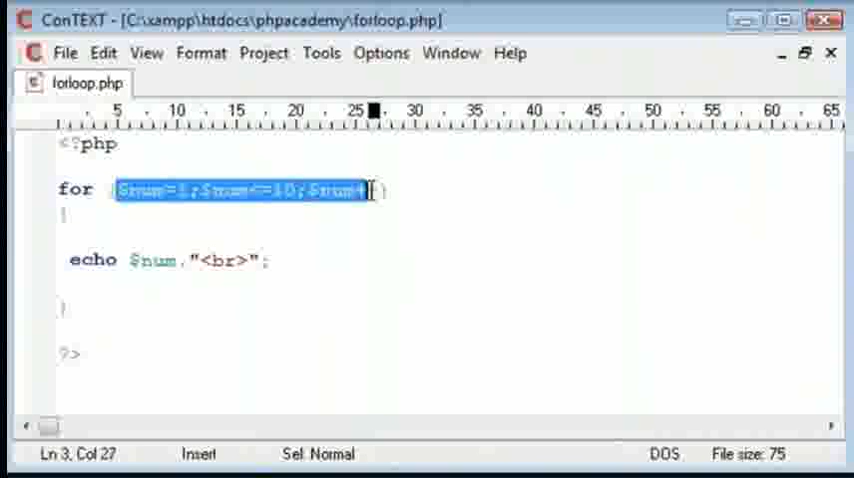 ConTEXT - [C:\xampp\htdocs\phpacademy\forloop.php]
File Edit View Format Project Tools Options Window Help
forloop.php
5 10 15 20 25 30 35 40 45 50 55 60 65
<?php
for ($num=1;$num<=10;$num++)
{
echo $num."<br>";
}
?>
Ln 3, Col 27 Insert Sel: Normal DOS File size: 75